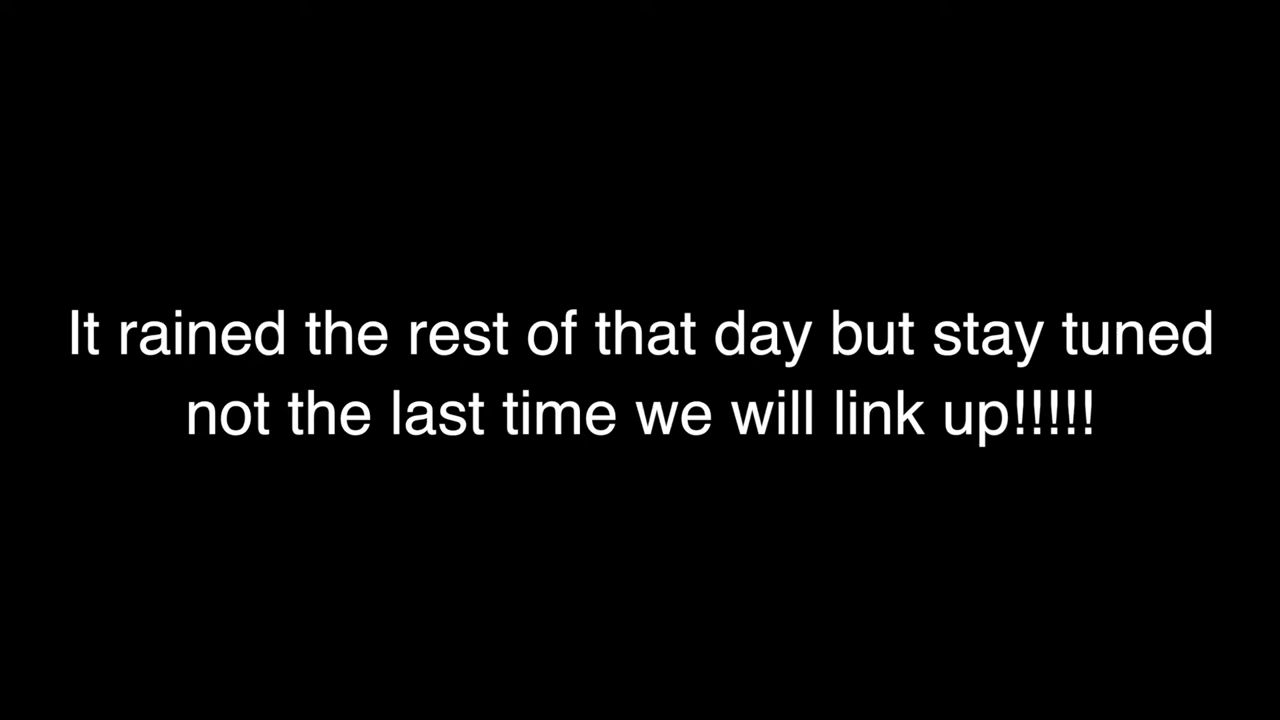 It rained the rest of that day but stay tuned
not the last time we will link up!!!!!